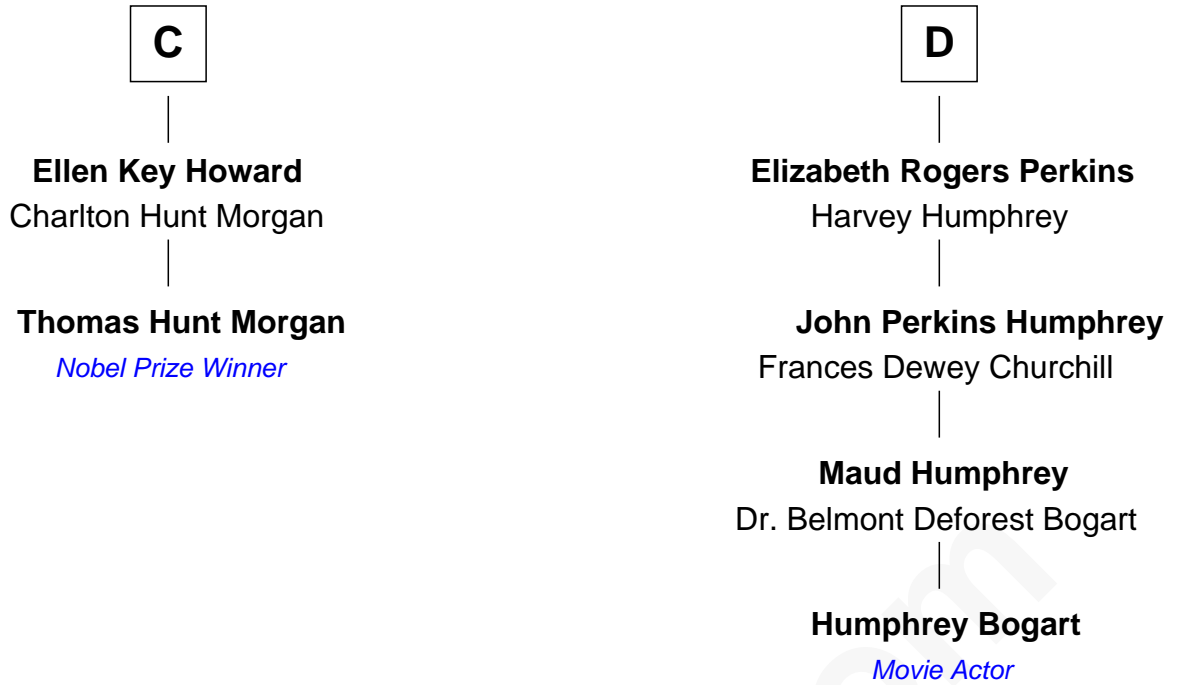 C
Ellen Key Howard
Charlton Hunt Morgan
Thomas Hunt Morgan
Nobel Prize Winner
D
Elizabeth Rogers Perkins
Harvey Humphrey
John Perkins Humphrey
Frances Dewey Churchill
Maud Humphrey
Dr. Belmont Deforest Bogart
Humphrey Bogart
Movie Actor